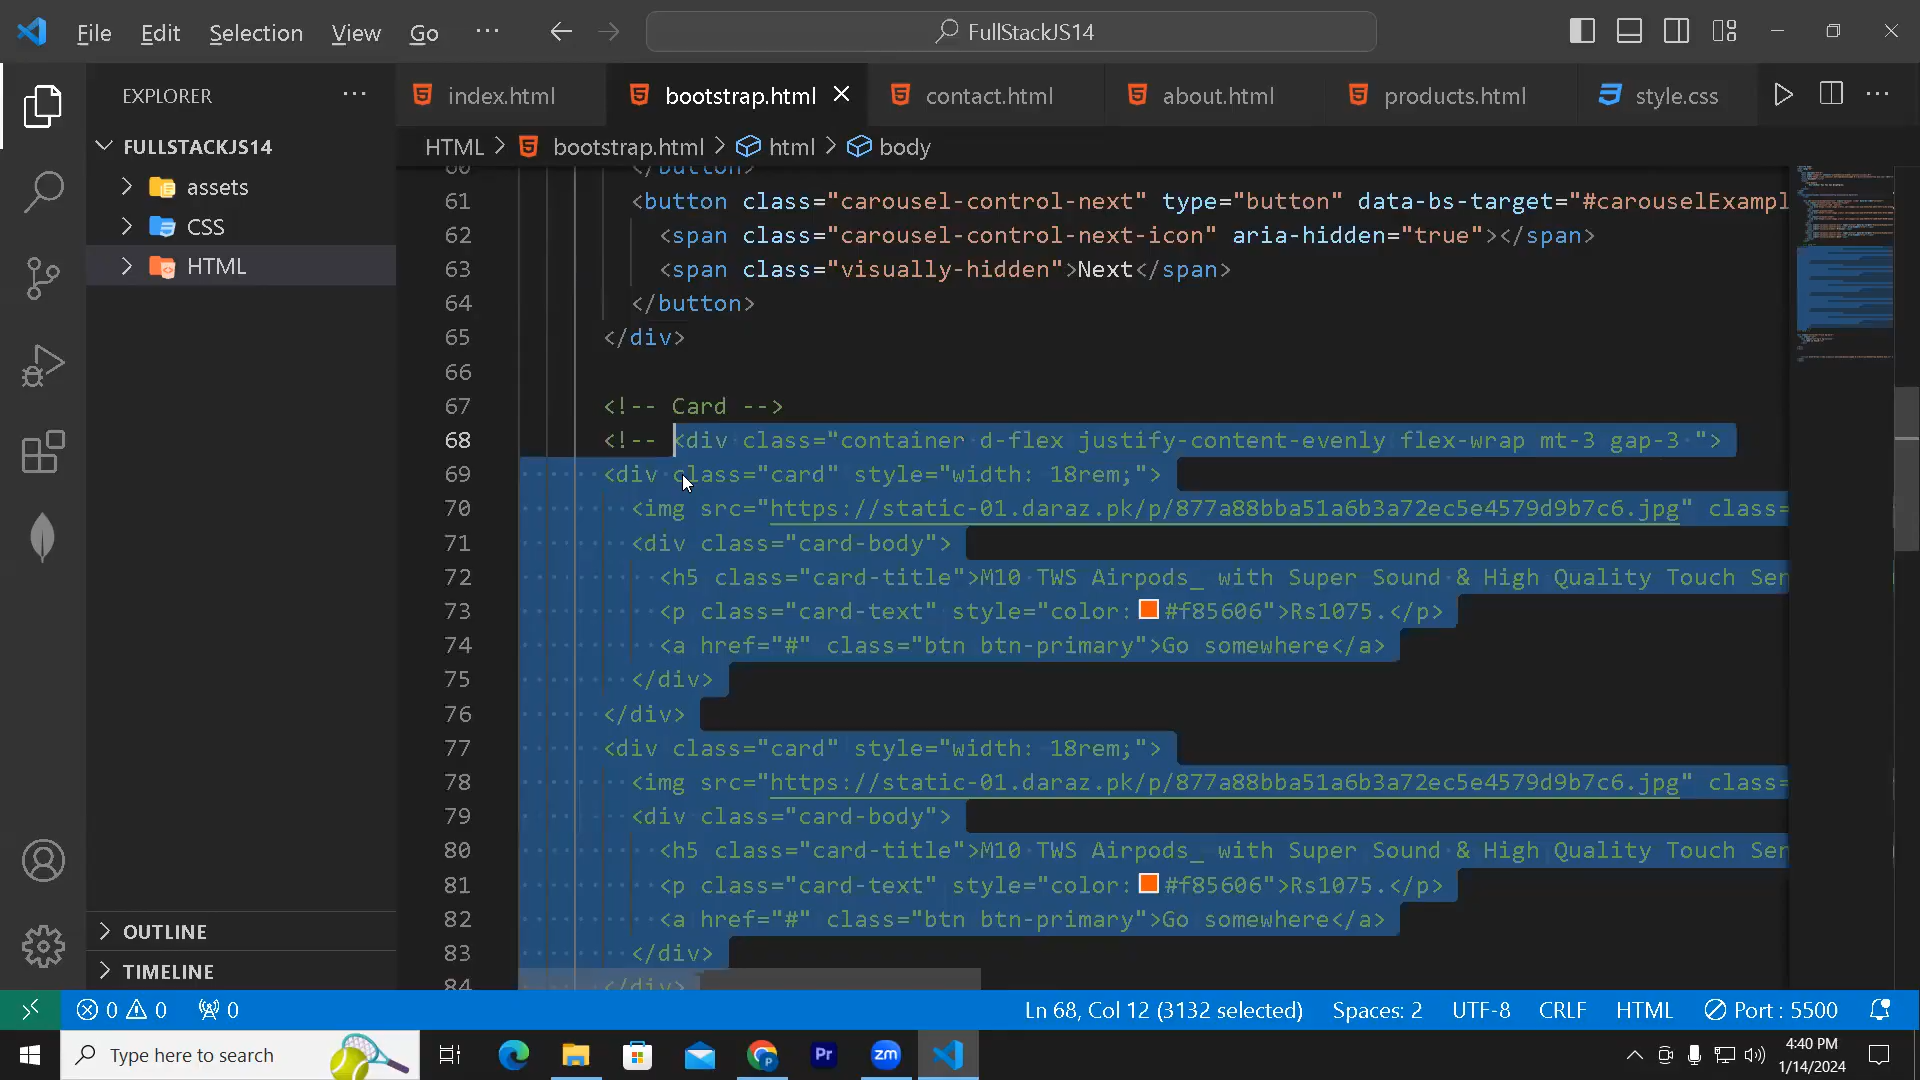 File Edit Selection View Go ··· FullStackJS14
EXPLORER ···
index.html bootstrap.html contact.html about.html products.html style.css
FULLSTACKJS14
assets
CSS
HTML
HTML > bootstrap.html > html > body
60 </button>
61 <button class="carousel-control-next" type="button" data-bs-target="#carouselExampl
62 <span class="carousel-control-next-icon" aria-hidden="true"></span>
63 <span class="visually-hidden">Next</span>
64 </button>
65 </div>
66
67 <!-- Card -->
68 <!-- <div class="container d-flex justify-content-evenly flex-wrap mt-3 gap-3 ">
69 <div class="card" style="width: 18rem;">
70 <img src="https://static-01.daraz.pk/p/877a88bba51a6b3a72ec5e4579d9b7c6.jpg" class=
71 <div class="card-body">
72 <h5 class="card-title">M10 TWS Airpods_ with Super Sound & High Quality Touch Sen
73 <p class="card-text" style="color: #f85606">Rs1075.</p>
74 <a href="#" class="btn btn-primary">Go somewhere</a>
75 </div>
76 </div>
77 <div class="card" style="width: 18rem;">
78 <img src="https://static-01.daraz.pk/p/877a88bba51a6b3a72ec5e4579d9b7c6.jpg" class=
79 <div class="card-body">
80 <h5 class="card-title">M10 TWS Airpods_ with Super Sound & High Quality Touch Sen
81 <p class="card-text" style="color: #f85606">Rs1075.</p>
82 <a href="#" class="btn btn-primary">Go somewhere</a>
83 </div>
84 </div>
OUTLINE
TIMELINE
0 0 0 Ln 68, Col 12 (3132 selected) Spaces: 2 UTF-8 CRLF HTML Port : 5500
Type here to search Pr zm P 4:40 PM
1/14/2024